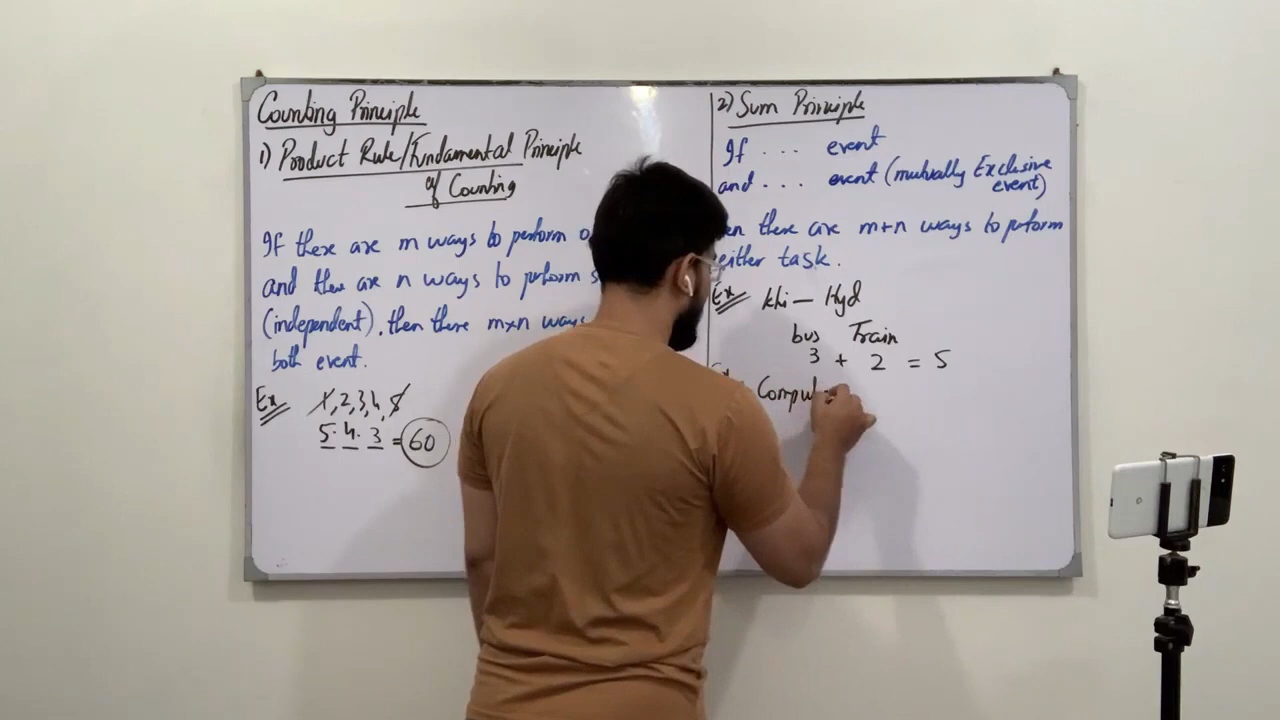 Counting Principle
1) Product Rule/Fundamental Principle
of Counting
If there are m ways to perform
and there are n ways to perform
(independent), then there m×n ways
both event.
Ex 1, 2, 3, 4, 5
5. 4. 3 = 60
2) Sum Principle
If ... event
and ... event (mutually Exclusive
event)
there are m+n ways to perform
either task.
Ex Khi – Hyd
bus Train
3 + 2 = 5